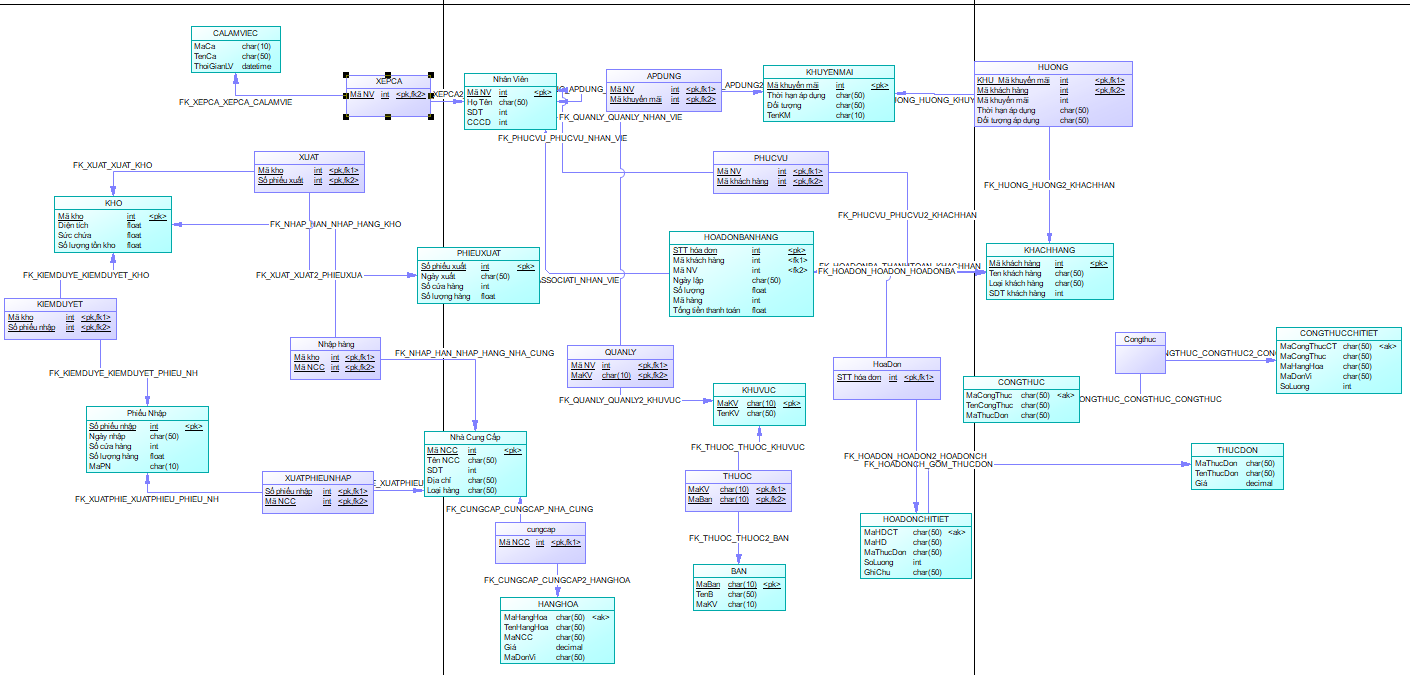 CALAMVIEC
MaCa char(10)
TenCa char(50)
ThoiGianLV datetime
FK_XEPCA_XEPCA_CALAMVIE
XEPCA
Mã NV int <pk,fk2>
XEPCA2
Nhân Viên
Mã NV int <pk>
Họ Tên char(50)
SDT int
CCCD int
APDUNG
FK_QUANLY_QUANLY_NHAN_VIE
FK_PHUCVU_PHUCVU_NHAN_VIE
APDUNG
Mã NV int <pk,fk1>
Mã khuyến mãi int <pk,fk2>
APDUNG2
KHUYENMAI
Mã khuyến mãi int <pk>
Thời hạn áp dụng char(50)
Đối tượng char(50)
TenKM char(10)
ONG_HUONG_KHUY
HUONG
KHU_Mã khuyến mãi int <pk,fk1>
Mã khách hàng int <pk,fk2>
Mã khuyến mãi int
Thời hạn áp dụng char(50)
Đối tượng áp dụng char(50)
FK_HUONG_HUONG2_KHACHHAN
XUAT
Mã kho int <pk,fk1>
Số phiếu xuất int <pk,fk2>
FK_XUAT_XUAT_KHO
KHO
Mã kho int <pk>
Diện tích float
Sức chứa float
Số lượng tồn kho float
FK_NHAP_HAN_NHAP_HANG_KHO
PHUCVU
Mã NV int <pk,fk1>
Mã khách hàng int <pk,fk2>
FK_PHUCVU_PHUCVU2_KHACHHAN
FK_KIEMDUYE_KIEMDUYET_KHO
FK_XUAT_XUAT2_PHIEUXUA
PHIEUXUAT
Số phiếu xuất int <pk>
Ngày xuất char(50)
Số cửa hàng int
Số lượng hàng float
ASSOCIATI_NHAN_VIE
HOADONBANHANG
STT hóa đơn int <pk>
Mã khách hàng int <fk1>
Mã NV int <fk2>
Ngày lập char(50)
Số lượng float
Mã hàng int
Tổng tiền thanh toán float
FK_HOADON_HOADON_HOADONBA
KHACHHANG
Mã khách hàng int <pk>
Ten khách hàng char(50)
Loại khách hàng char(50)
SDT khách hàng int
KIEMDUYET
Mã kho int <pk,fk1>
Số phiếu nhập int <pk,fk2>
FK_KIEMDUYE_KIEMDUYET_PHIEU_NH
Nhập hàng
Mã kho int <pk,fk1>
Mã NCC int <pk,fk2>
FK_NHAP_HAN_NHAP_HANG_NHA_CUNG
QUANLY
Mã NV int <pk,fk1>
MaKV char(10) <pk,fk2>
FK_QUANLY_QUANLY2_KHUVUC
KHUVUC
MaKV char(10) <pk>
TenKV char(50)
HoaDon
STT hóa đơn int <pk,fk1>
Congthuc
NGTHUC_CONGTHUC2_CON
CONGTHUCCHITIET
MaCongThucCT char(50) <ak>
MaCongThuc char(50)
MaHangHoa char(50)
MaDonVi char(50)
SoLuong int
CONGTHUC
MaCongThuc char(50) <ak>
TenCongThuc char(50)
MaThucDon char(50)
ONGTHUC_CONGTHUC_CONGTHUC
Phiếu Nhập
Số phiếu nhập int <pk>
Ngày nhập char(50)
Số cửa hàng int
Số lượng hàng float
MaPN char(10)
FK_XUATPHIE_XUATPHIEU_PHIEU_NH
XUATPHIEUNHAP
Số phiếu nhập int <pk,fk1>
Mã NCC int <pk,fk2>
E_XUATPHIEU
Nhà Cung Cấp
Mã NCC int <pk>
Tên NCC char(50)
SDT int
Địa chỉ char(50)
Loại hàng char(50)
FK_CUNGCAP_CUNGCAP_NHA_CUNG
cungcap
Mã NCC int <pk,fk1>
FK_CUNGCAP_CUNGCAP2_HANGHOA
HANGHOA
MaHangHoa char(50) <ak>
TenHangHoa char(50)
MaNCC char(50)
Giá decimal
MaDonVi char(50)
FK_THUOC_THUOC_KHUVUC
THUOC
MaKV char(10) <pk,fk1>
MaBan char(10) <pk,fk2>
FK_THUOC_THUOC2_BAN
BAN
MaBan char(10) <pk>
TenB char(50)
MaKV char(10)
FK_HOADON_HOADON2_HOADONCH
FK_HOADONCH_GOM_THUCDON
THUCDON
MaThucDon char(50)
TenThucDon char(50)
Giá decimal
HOADONCHITIET
MaHDCT char(50) <ak>
MaHD char(50)
MaThucDon char(50)
SoLuong int
GhiChu char(50)